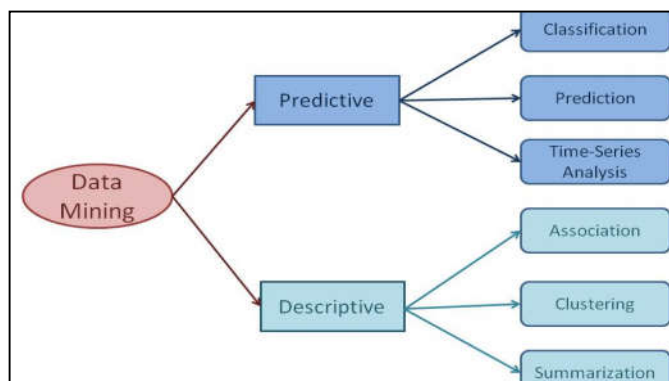 Classification
Predictive
Prediction
Time-Series
Analysis
Data
Mining
Association
Descriptive
Clustering
Summarization